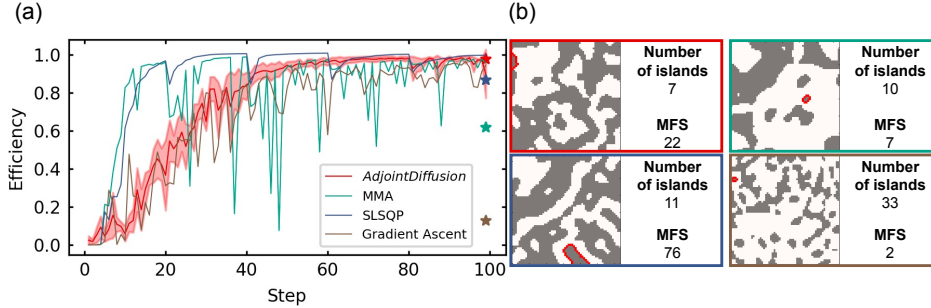 (a)
1.0
0.8
0.6
0.4
0.2
0.0
Efficiency
AdjointDiffusion
MMA
SLSQP
Gradient Ascent
0
20
40
60
80
100
Step
(b)
Number
of islands
7
MFS
22
Number
of islands
10
MFS
7
Number
of islands
11
MFS
76
Number
of islands
33
MFS
2